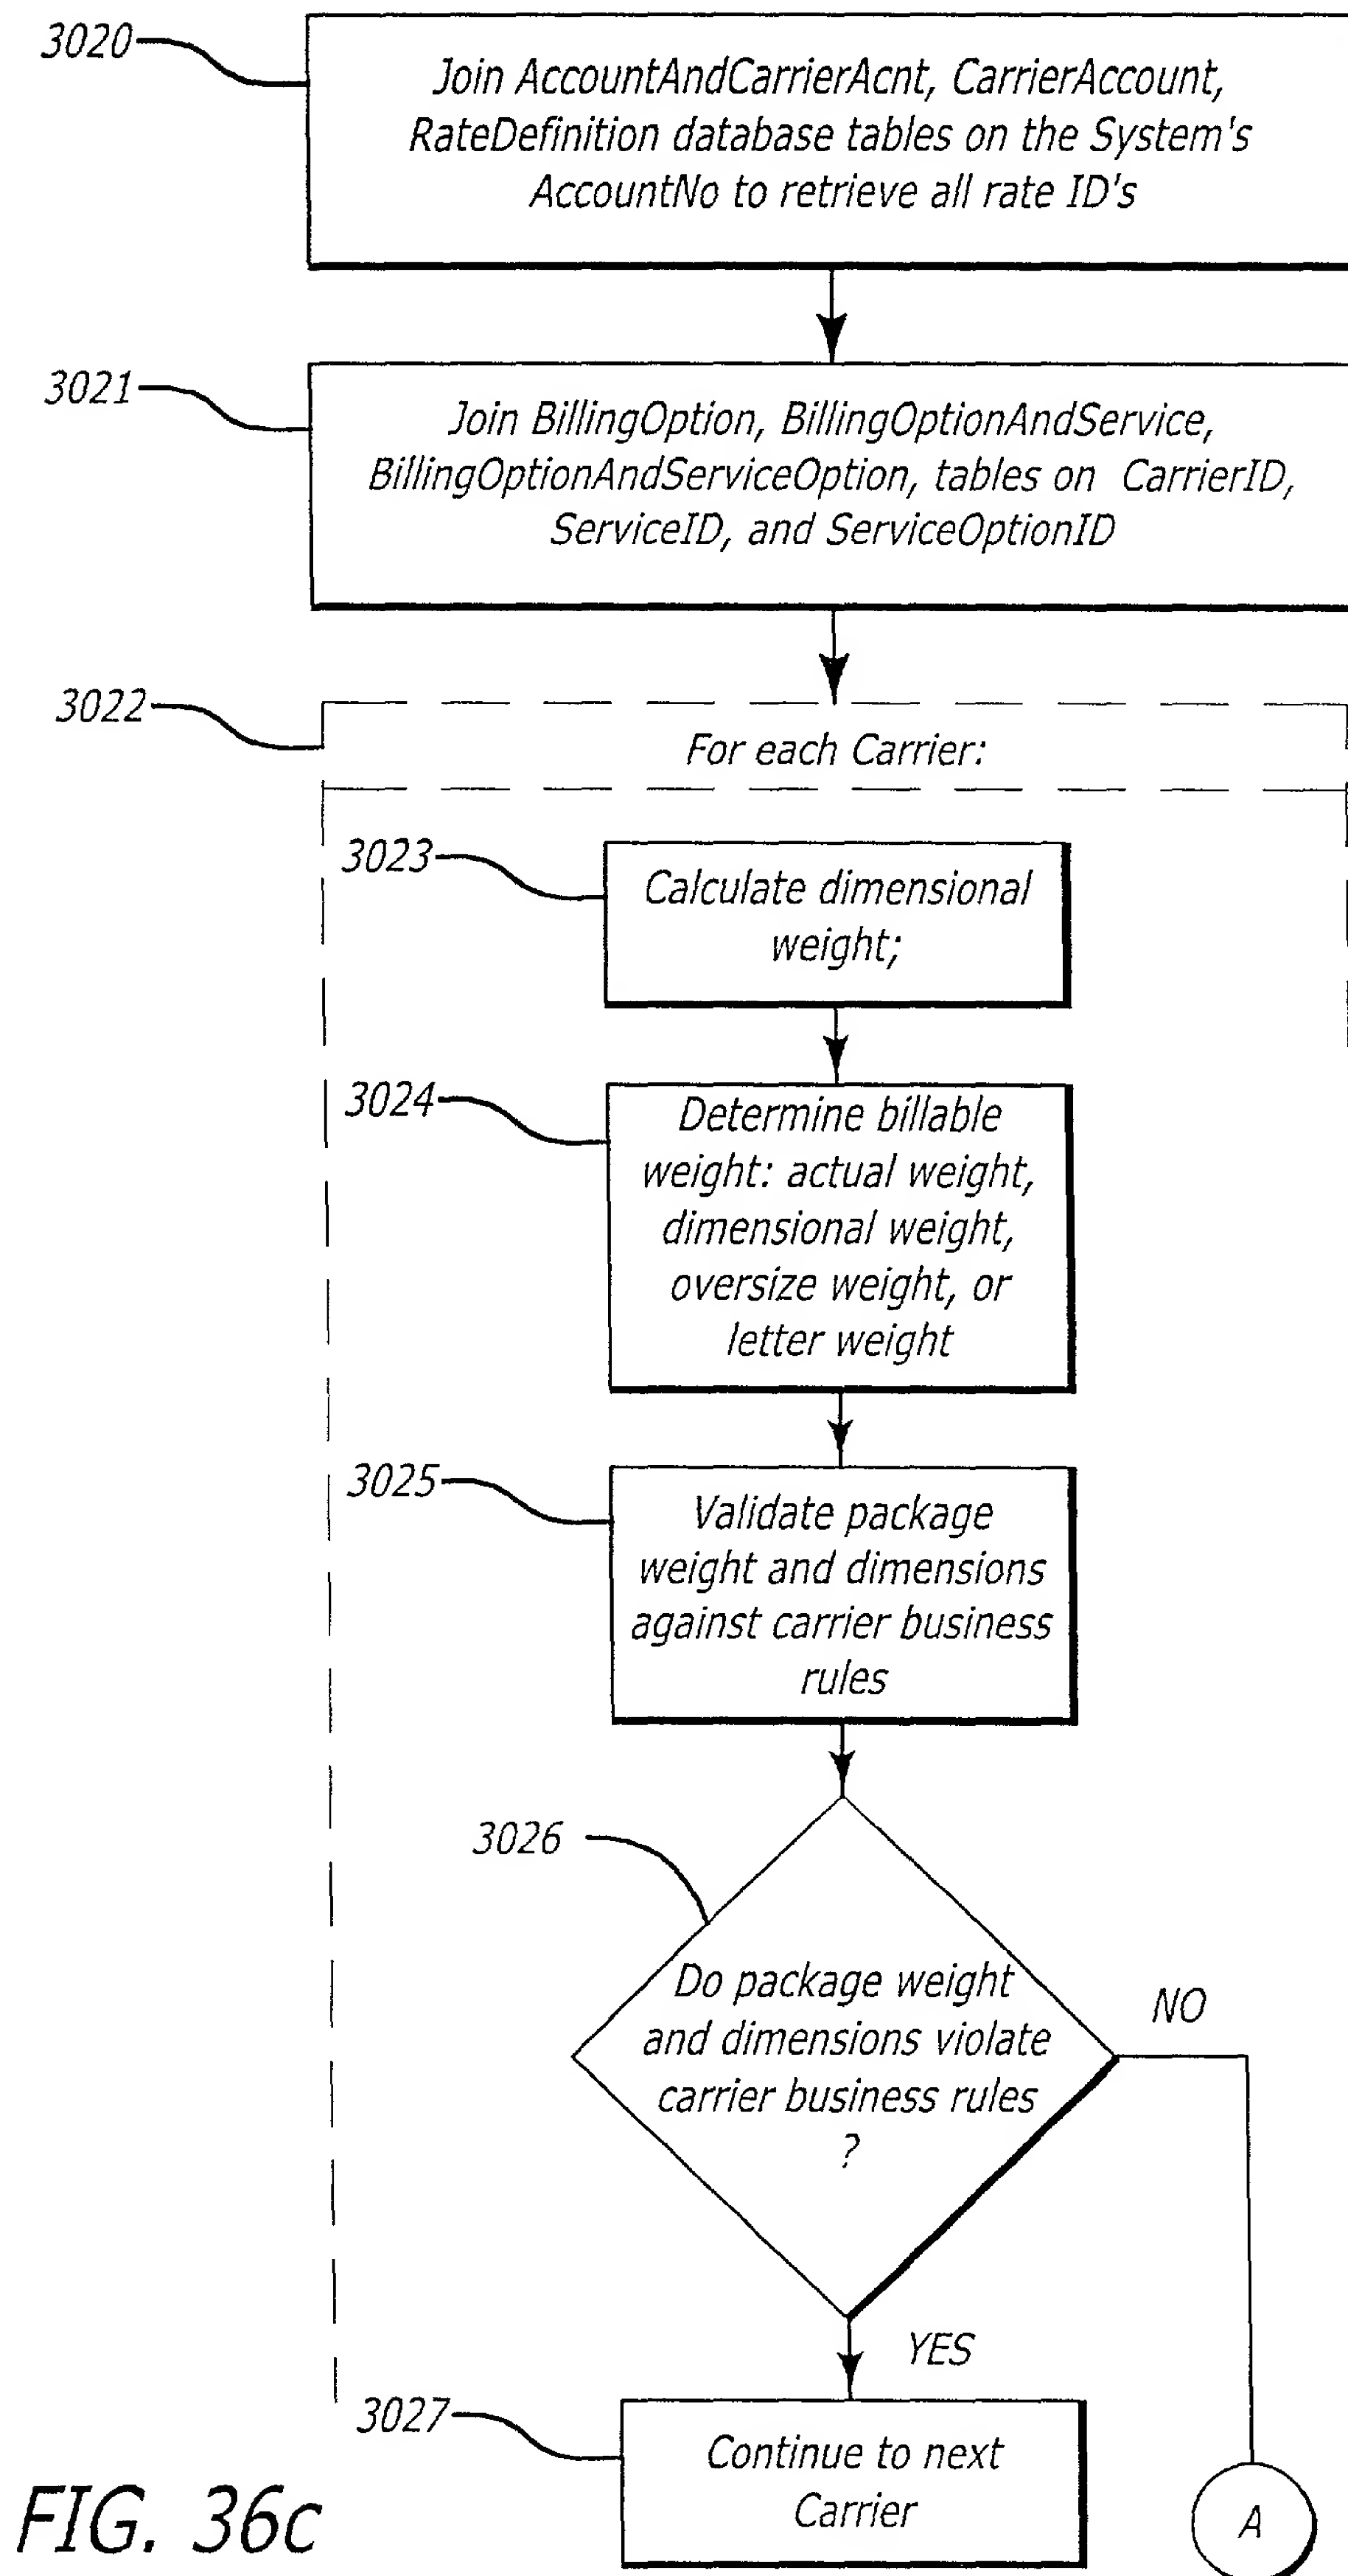 3020
Join AccountAndCarrierAcnt, CarrierAccount,
RateDefinition database tables on the System's
AccountNo to retrieve all rate ID's
3021
Join BillingOption, BillingOptionAndService,
BillingOptionAndServiceOption, tables on CarrierID,
ServiceID, and ServiceOptionID
3022
For each Carrier:
3023
Calculate dimensional
weight;
3024
Determine billable
weight: actual weight,
dimensional weight,
oversize weight, or
letter weight
3025
Validate package
weight and dimensions
against carrier business
rules
3026
Do package weight
and dimensions violate
carrier business rules
?
NO
YES
3027
Continue to next
Carrier
A
FIG. 36c